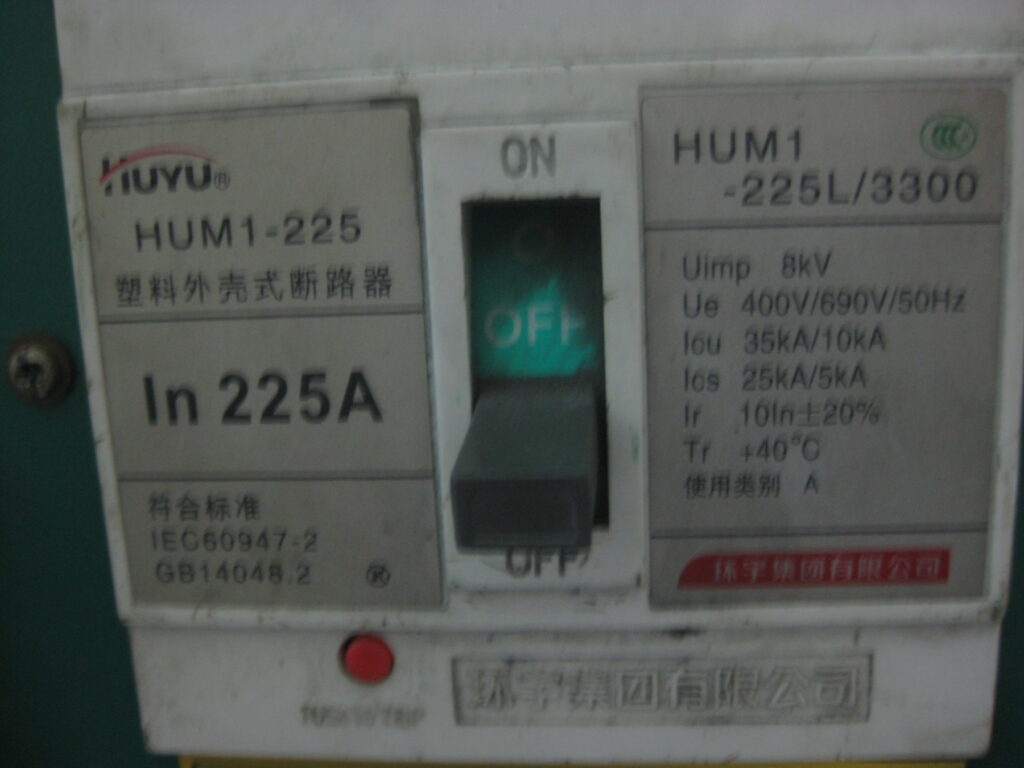 HUYU®
HUM1-225
塑料外壳式断路器
In 225A
符合标准
IEC60947-2
GB14048.2
ON
OFF
OFF
HUM1
-225L/3300
Uimp 8kV
Ue 400V/690V/50Hz
Icu 35kA/10kA
Ics 25kA/5kA
Ir 10In±20%
Tr +40°C
使用类别 A
环宇集团有限公司
PUSH TO TRIP
环宇集团有限公司